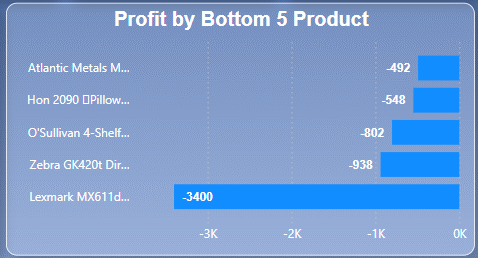 Profit by Bottom 5 Product
Atlantic Metals M... -492
Hon 2090 �Pillow... -548
O'Sullivan 4-Shelf... -802
Zebra GK420t Dir... -938
Lexmark MX611d... -3400
-3K -2K -1K 0K